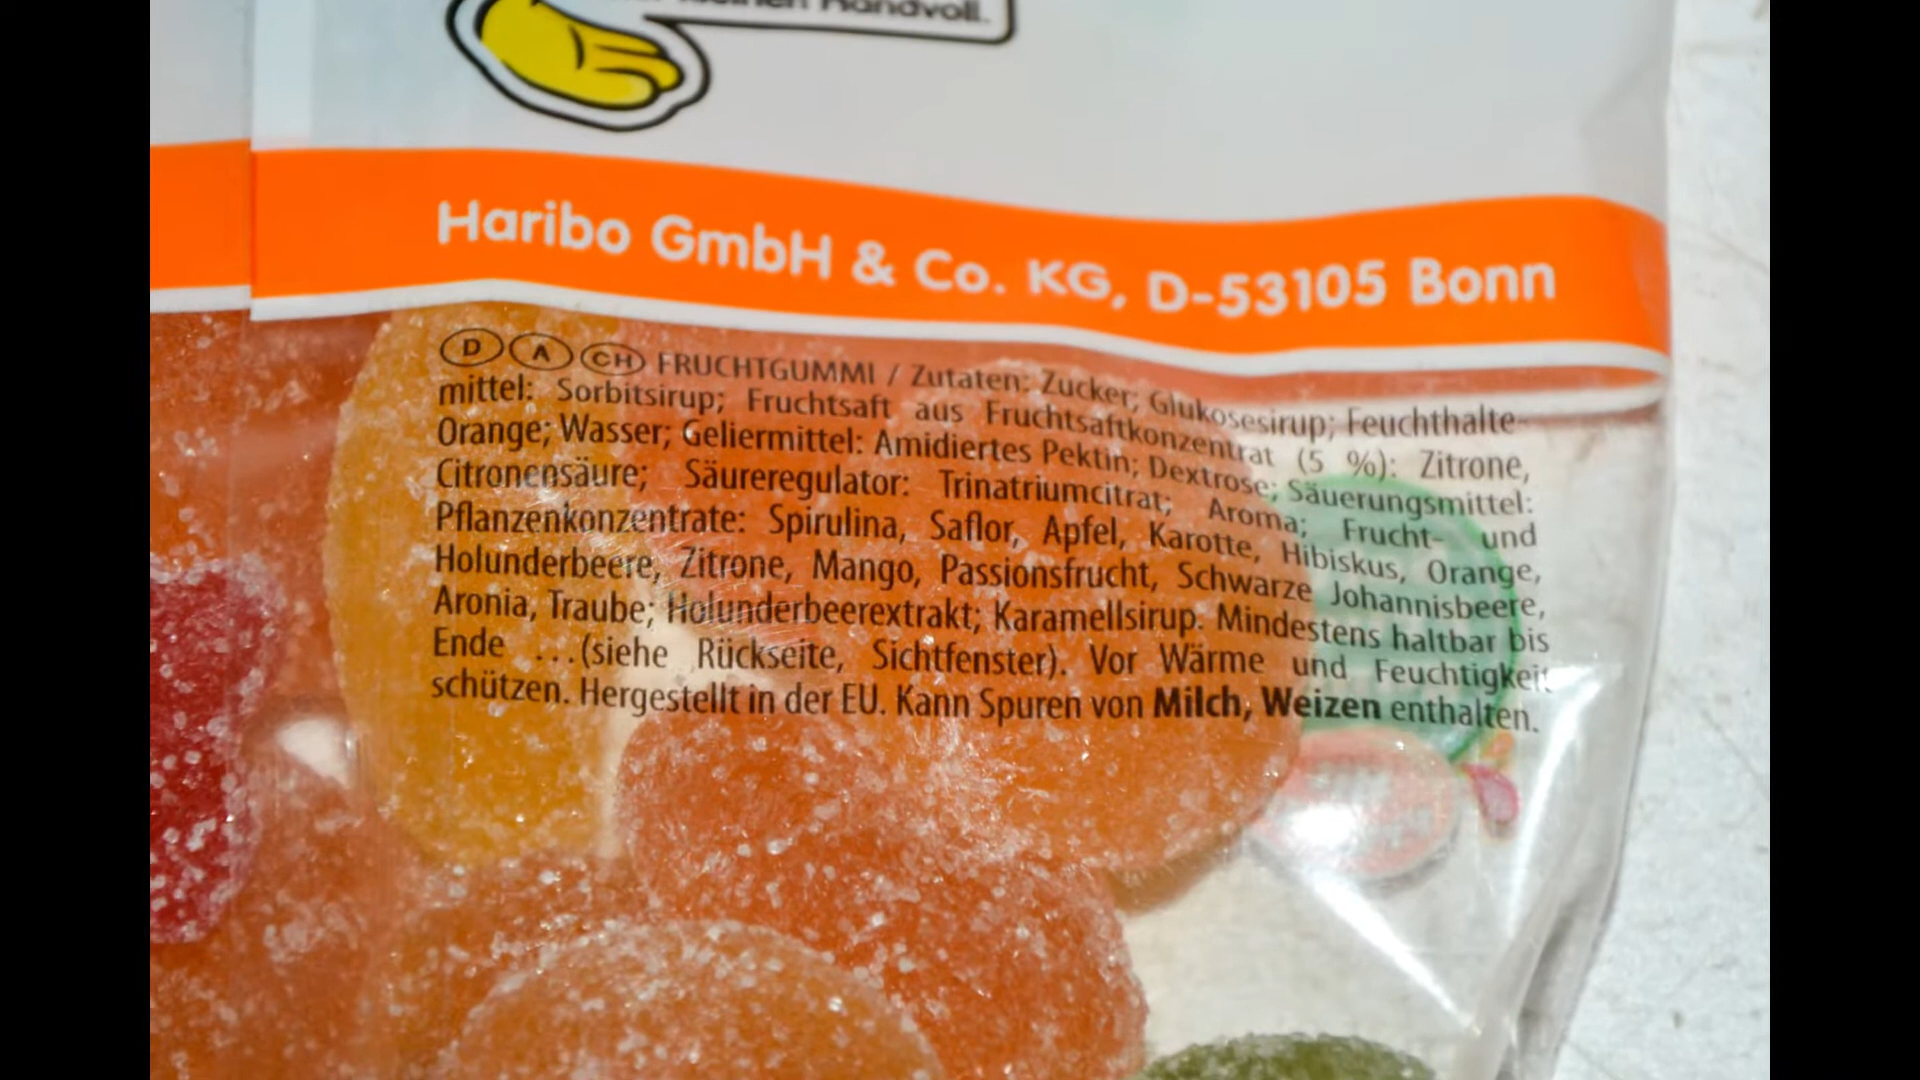 Handvoll.
Haribo GmbH & Co. KG, D-53105 Bonn
D A CH FRUCHTGUMMI / Zutaten: Zucker; Glukosesirup; Feuchthalte-
mittel: Sorbitsirup; Fruchtsaft aus Fruchtsaftkonzentrat (5 %): Zitrone,
Orange; Wasser; Geliermittel: Amidiertes Pektin; Dextrose; Säuerungsmittel:
Citronensäure; Säureregulator: Trinatriumcitrat; Aroma; Frucht- und
Pflanzenkonzentrate: Spirulina, Saflor, Apfel, Karotte, Hibiskus, Orange,
Holunderbeere, Zitrone, Mango, Passionsfrucht, Schwarze Johannisbeere,
Aronia, Traube; Holunderbeerextrakt; Karamellsirup. Mindestens haltbar bis
Ende ...(siehe Rückseite, Sichtfenster). Vor Wärme und Feuchtigkeit
schützen. Hergestellt in der EU. Kann Spuren von Milch, Weizen enthalten.